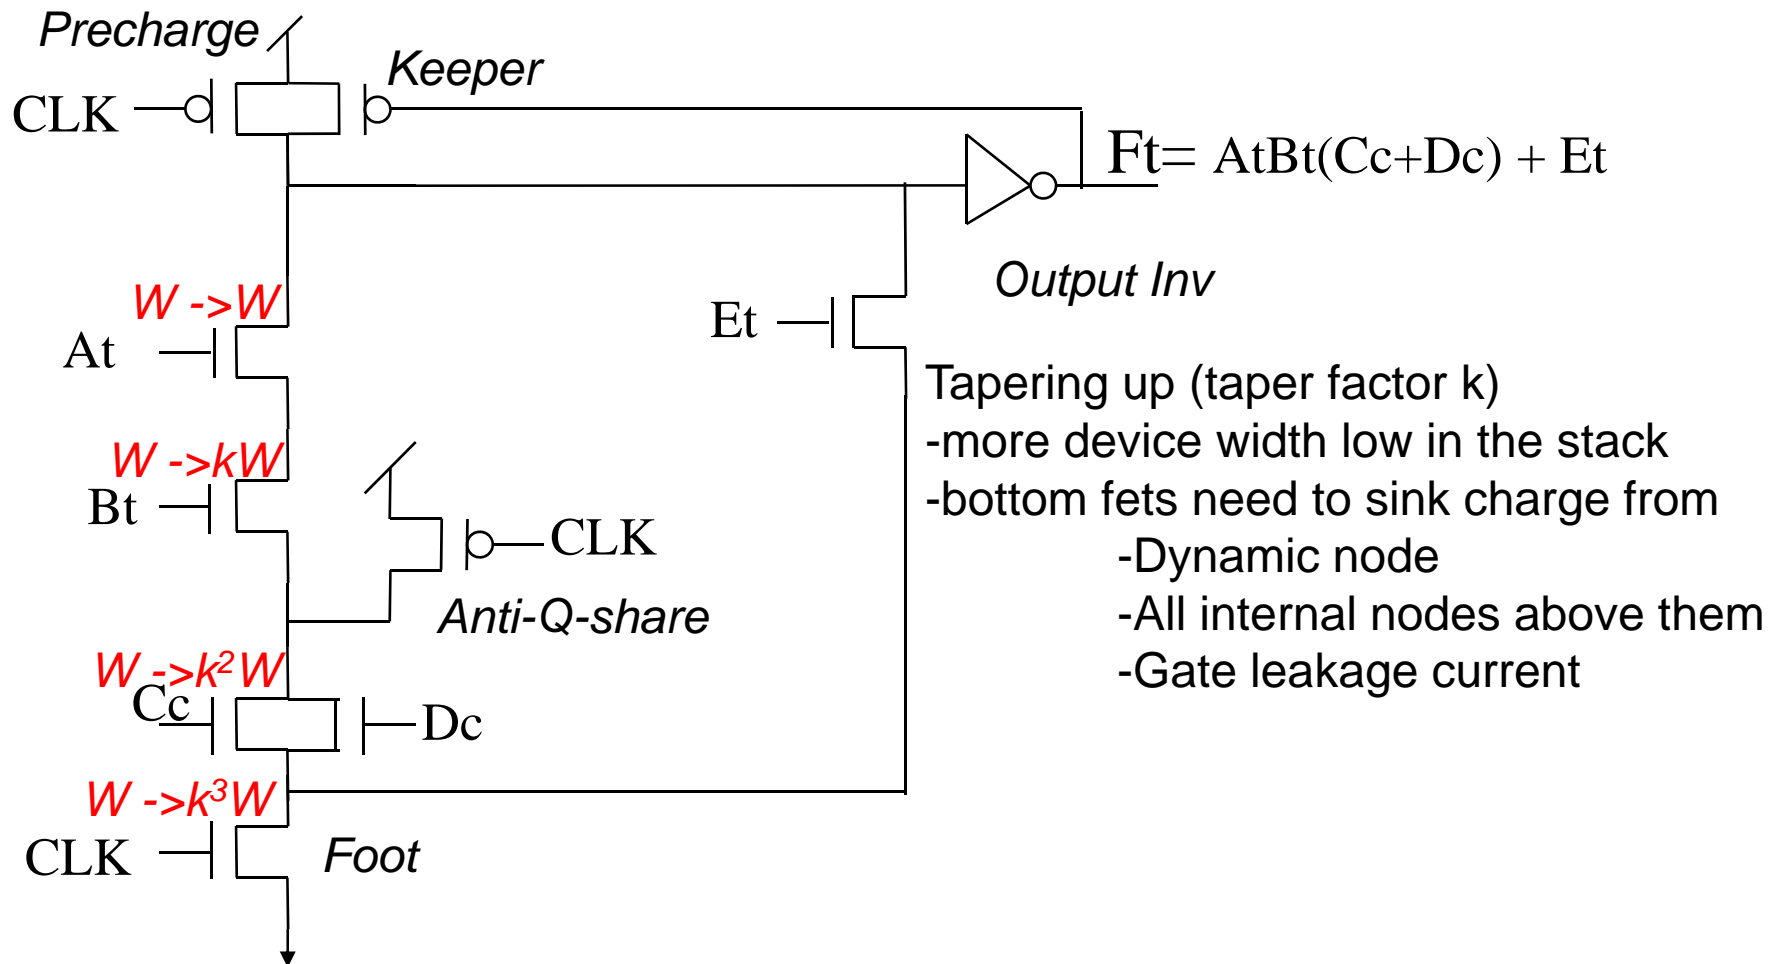 Precharge
Keeper
CLK
Ft= AtBt(Cc+Dc) + Et
Output Inv
W ->W
At
Et
Tapering up (taper factor k)
-more device width low in the stack
-bottom fets need to sink charge from
-Dynamic node
-All internal nodes above them
-Gate leakage current
W ->kW
Bt
CLK
Anti-Q-share
W ->k²W
Cc
Dc
W ->k³W
CLK
Foot